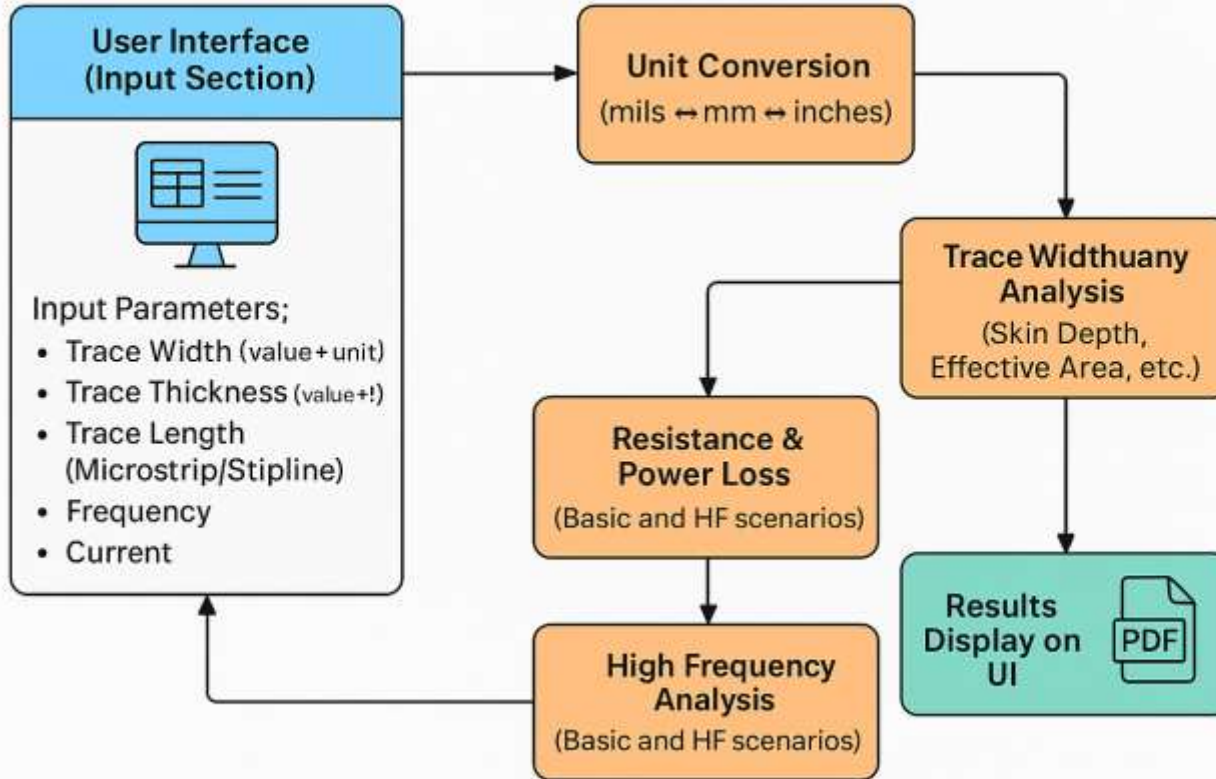 User Interface
(Input Section)
Input Parameters;
• Trace Width (value+unit)
• Trace Thickness (value+!)
• Trace Length
(Microstrip/Stipline)
• Frequency
• Current
Unit Conversion
(mils ↔ mm ↔ inches)
Trace Widthuany
Analysis
(Skin Depth,
Effective Area, etc.)
Resistance &
Power Loss
(Basic and HF scenarios)
High Frequency
Analysis
(Basic and HF scenarios)
Results
Display on
UI
PDF